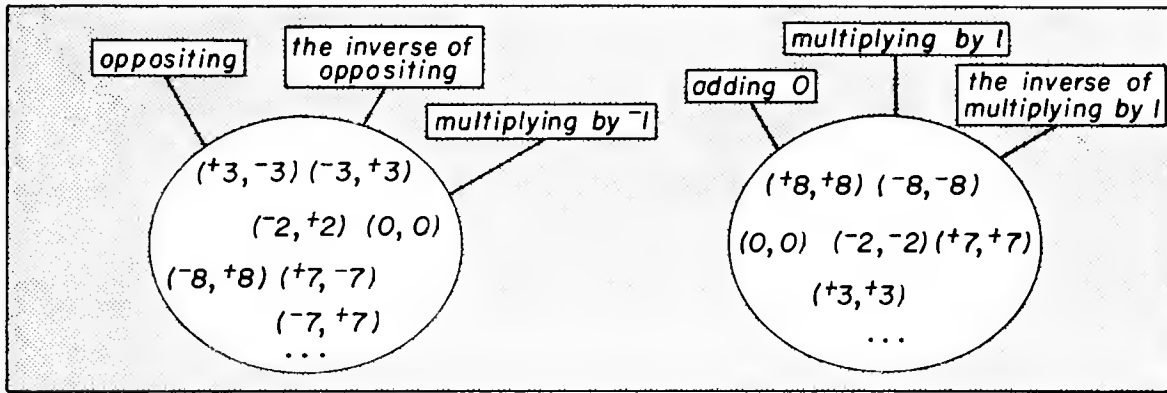 oppositing
the inverse of
oppositing
multiplying by ⁻1
(⁺3, ⁻3) (⁻3, ⁺3)
(⁻2, ⁺2) (0, 0)
(⁻8, ⁺8) (⁺7, ⁻7)
(⁻7, ⁺7)
...
multiplying by 1
adding 0
the inverse of
multiplying by 1
(⁺8, ⁺8) (⁻8, ⁻8)
(0, 0) (⁻2, ⁻2) (⁺7, ⁺7)
(⁺3, ⁺3)
...